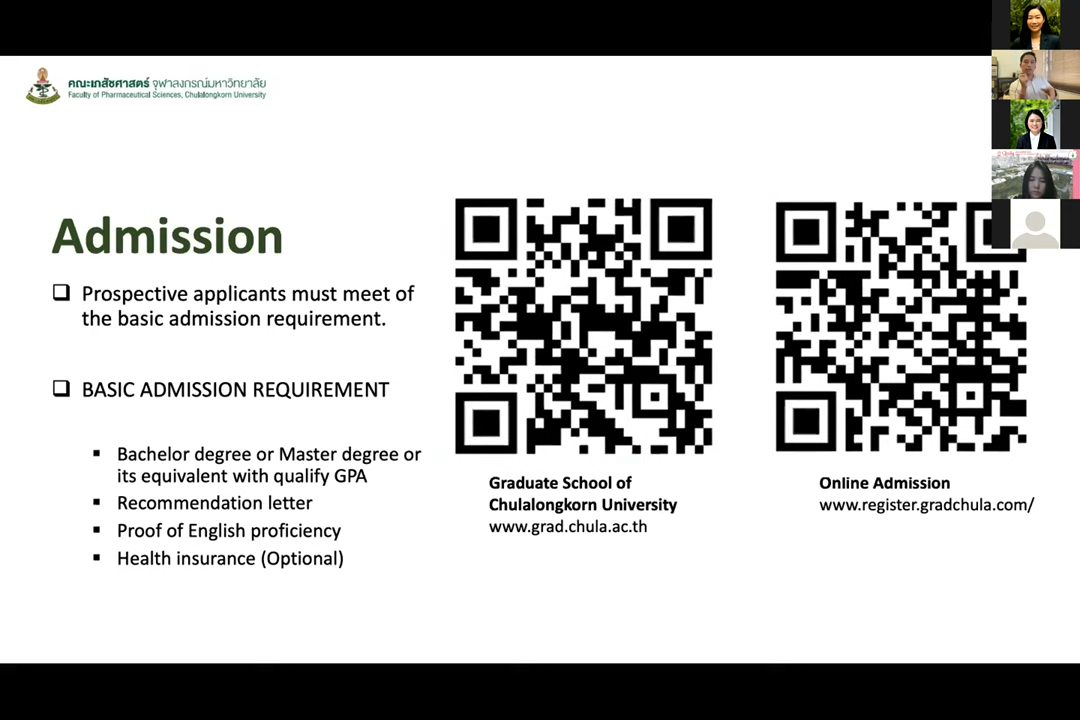 คณะเภสัชศาสตร์ จุฬาลงกรณ์มหาวิทยาลัย
Faculty of Pharmaceutical Sciences, Chulalongkorn University
Admission
Prospective applicants must meet of
the basic admission requirement.
BASIC ADMISSION REQUIREMENT
Bachelor degree or Master degree or
its equivalent with qualify GPA
Recommendation letter
Proof of English proficiency
Health insurance (Optional)
Graduate School of
Chulalongkorn University
www.grad.chula.ac.th
Online Admission
www.register.gradchula.com/